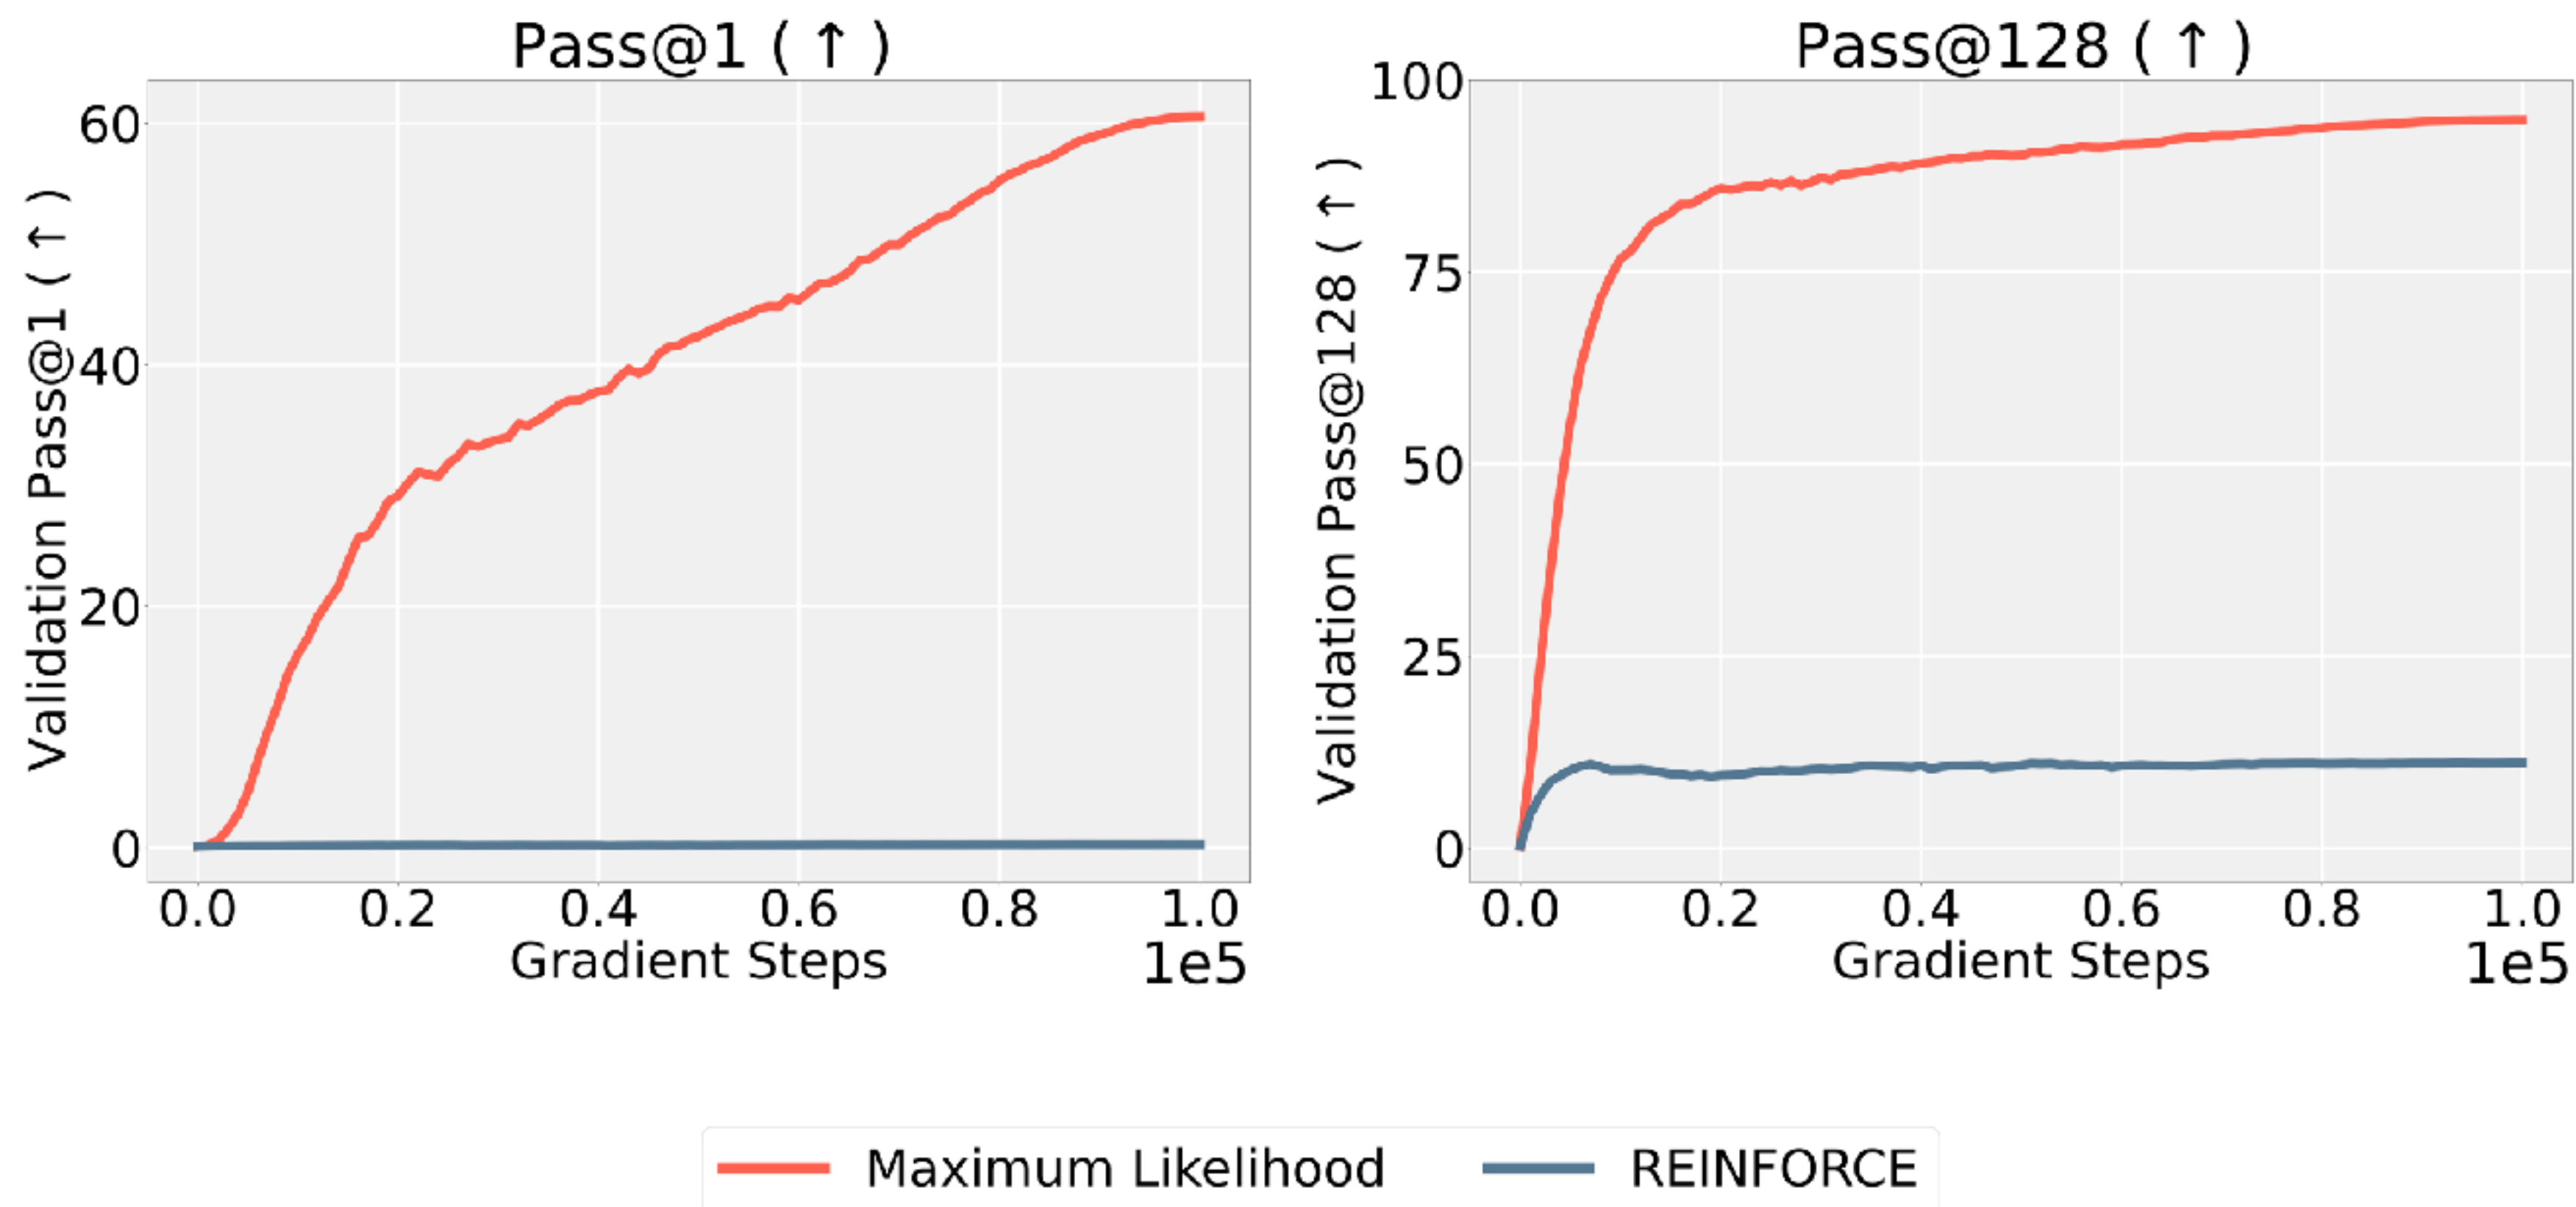 Pass@1 ( ↑ )
Validation Pass@1 ( ↑ )
60
40
20
0
0.0 0.2 0.4 0.6 0.8 1.0
Gradient Steps
1e5
Pass@128 ( ↑ )
Validation Pass@128 ( ↑ )
100
75
50
25
0
0.0 0.2 0.4 0.6 0.8 1.0
Gradient Steps
1e5
Maximum Likelihood
REINFORCE